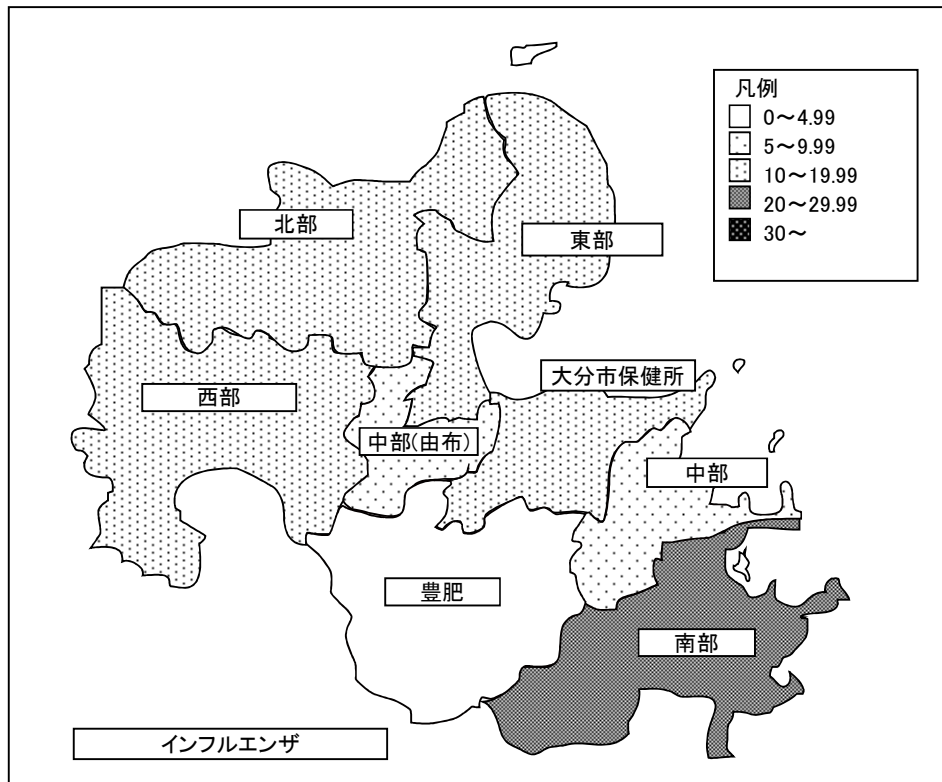 凡例
0～4.99
5～9.99
10～19.99
20～29.99
30～
北部
東部
大分市保健所
西部
中部(由布)
中部
豊肥
南部
インフルエンザ